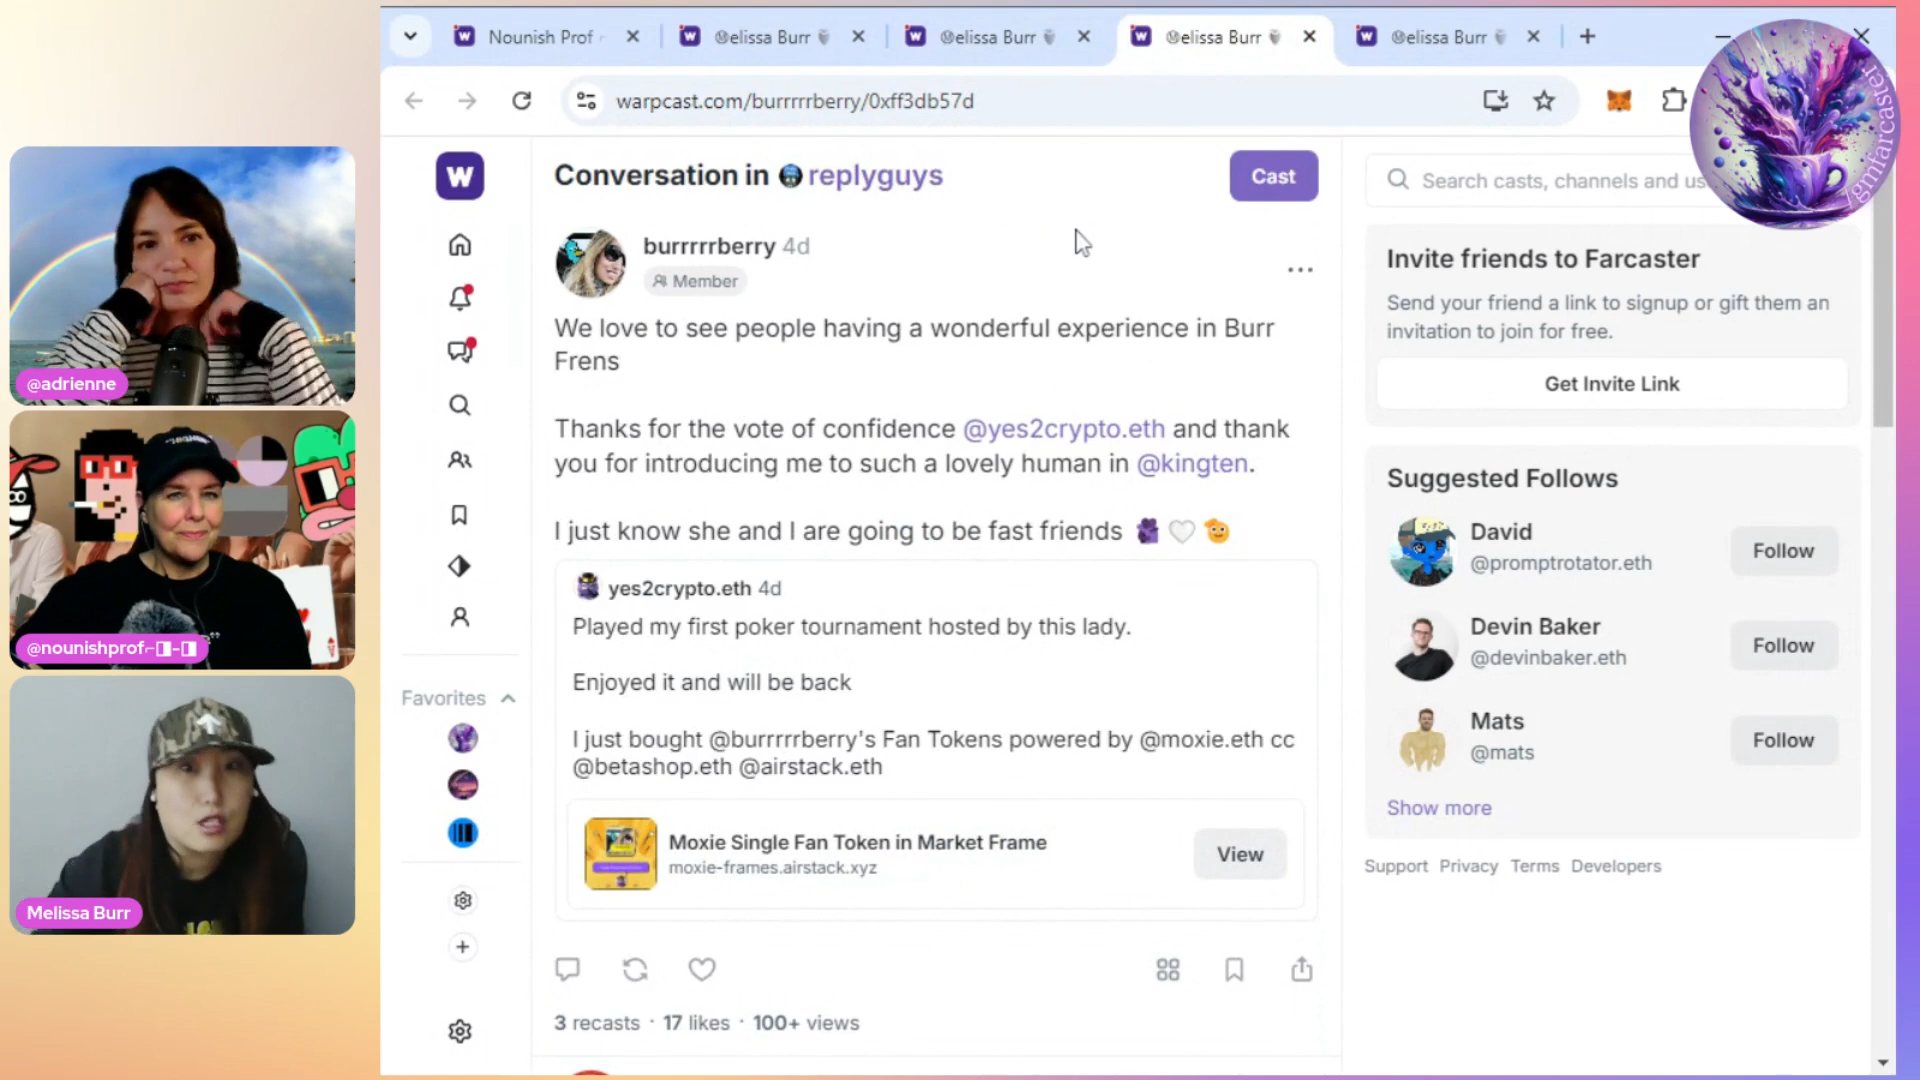 Nounish Prof
Melissa Burr
Melissa Burr
Melissa Burr
Melissa Burr
warpcast.com/burrrrrberry/0xff3db57d
/gmfarcaster
W
Conversation in replyguys
Cast
Search casts, channels and us
burrrrrberry 4d
Member
We love to see people having a wonderful experience in Burr
Frens
Thanks for the vote of confidence @yes2crypto.eth and thank
you for introducing me to such a lovely human in @kingten.
I just know she and I are going to be fast friends
yes2crypto.eth 4d
Played my first poker tournament hosted by this lady.
Enjoyed it and will be back
I just bought @burrrrrberry's Fan Tokens powered by @moxie.eth cc
@betashop.eth @airstack.eth
Moxie Single Fan Token in Market Frame
moxie-frames.airstack.xyz
View
3 recasts · 17 likes · 100+ views
Favorites
Invite friends to Farcaster
Send your friend a link to signup or gift them an
invitation to join for free.
Get Invite Link
Suggested Follows
David
@promptrotator.eth
Follow
Devin Baker
@devinbaker.eth
Follow
Mats
@mats
Follow
Show more
Support Privacy Terms Developers
@adrienne
@nounishprof⌐◨-◨
Melissa Burr